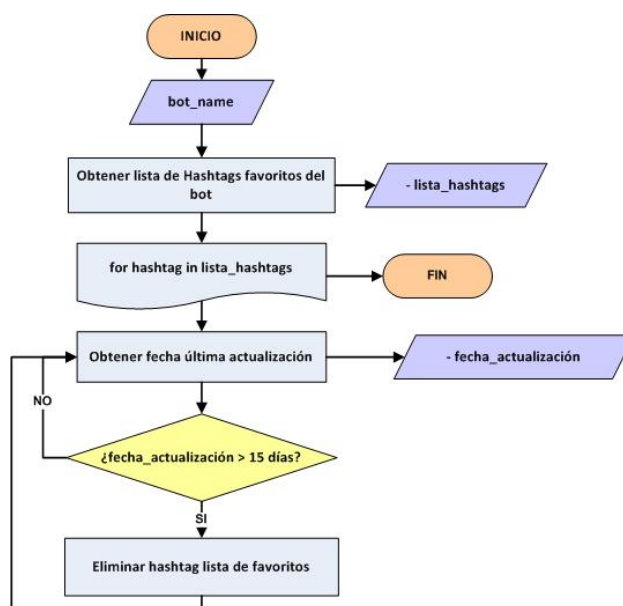 INICIO
bot_name
Obtener lista de Hashtags favoritos del
bot
- lista_hashtags
for hashtag in lista_hashtags
FIN
Obtener fecha última actualización
- fecha_actualización
NO
¿fecha_actualización > 15 días?
SI
Eliminar hashtag lista de favoritos